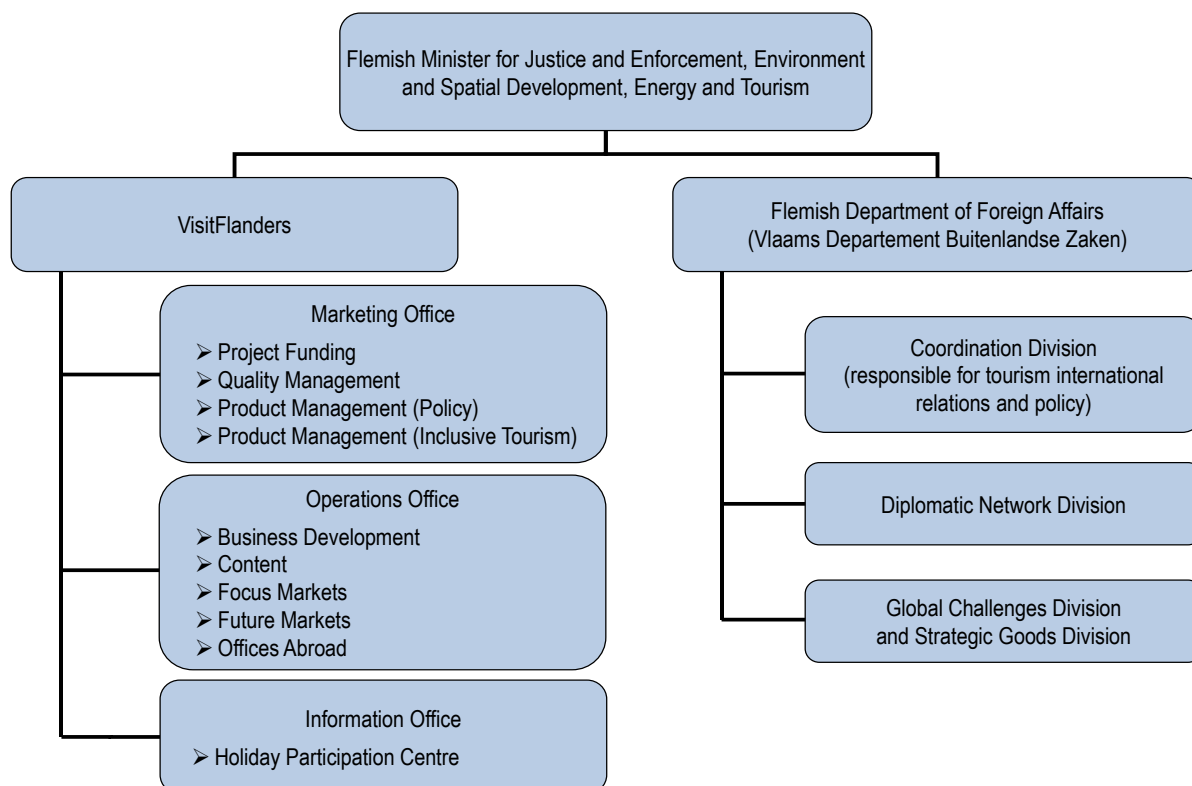 Flemish Minister for Justice and Enforcement, Environment
and Spatial Development, Energy and Tourism
VisitFlanders
Marketing Office
➢ Project Funding
➢ Quality Management
➢ Product Management (Policy)
➢ Product Management (Inclusive Tourism)
Operations Office
➢ Business Development
➢ Content
➢ Focus Markets
➢ Future Markets
➢ Offices Abroad
Information Office
➢ Holiday Participation Centre
Flemish Department of Foreign Affairs
(Vlaams Departement Buitenlandse Zaken)
Coordination Division
(responsible for tourism international
relations and policy)
Diplomatic Network Division
Global Challenges Division
and Strategic Goods Division